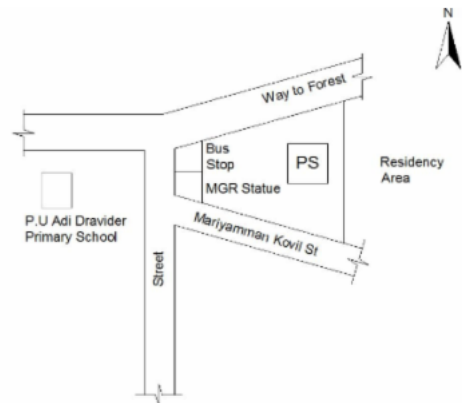 N
Way to Forest
Bus
Stop
PS
MGR Statue
Residency
Area
P.U Adi Dravider
Primary School
Mariyamman Kovil St
Street